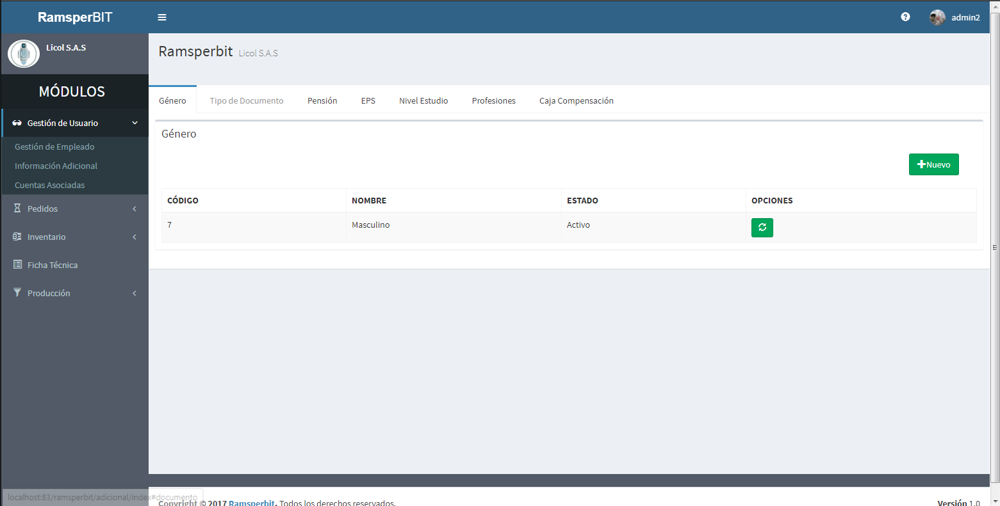 RamsperBIT
admin2
Licol S.A.S
Ramsperbit Licol S.A.S
MÓDULOS
Gestión de Usuario
Gestión de Empleado
Información Adicional
Cuentas Asociadas
Pedidos
Inventario
Ficha Técnica
Producción
Género Tipo de Documento Pensión EPS Nivel Estudio Profesiones Caja Compensación
Género
Nuevo
CÓDIGO NOMBRE ESTADO OPCIONES
7 Masculino Activo
localhost:83/ramsperbit/adicional/index#documento
Copyright © 2017 Ramsperbit. Todos los derechos reservados.
Versión 1.0